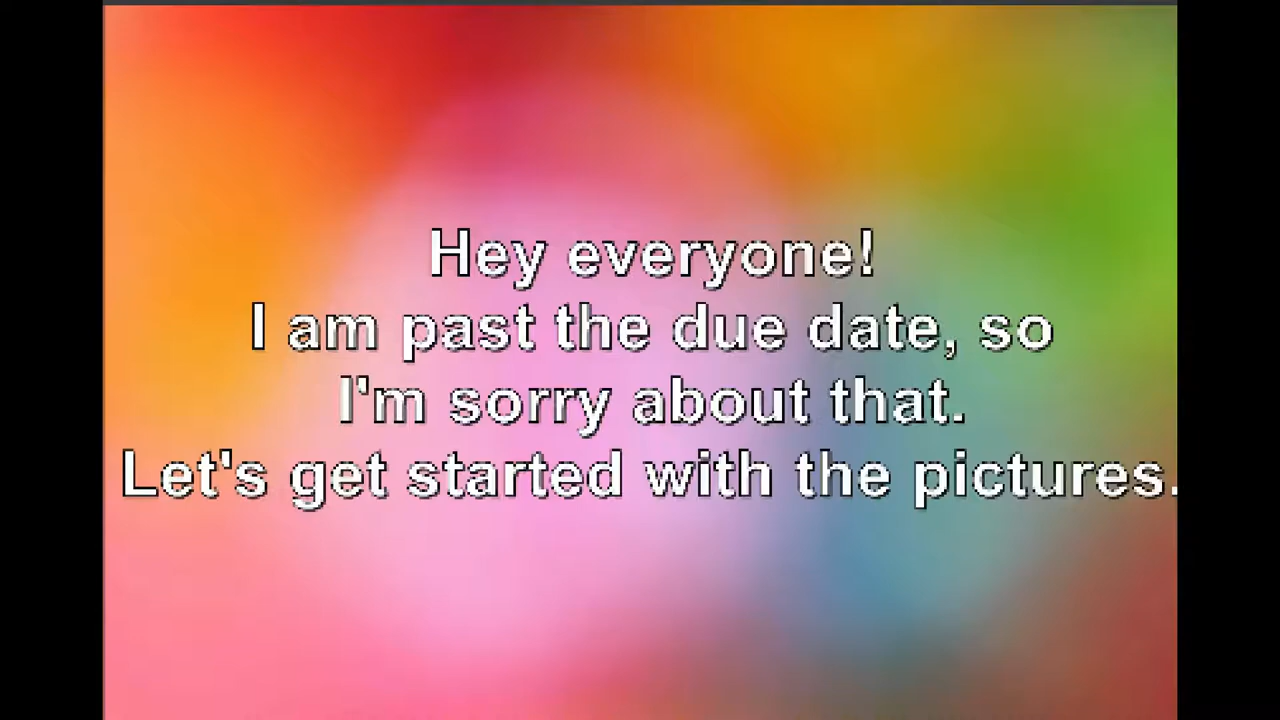 Hey everyone!
I am past the due date, so
I'm sorry about that.
Let's get started with the pictures.